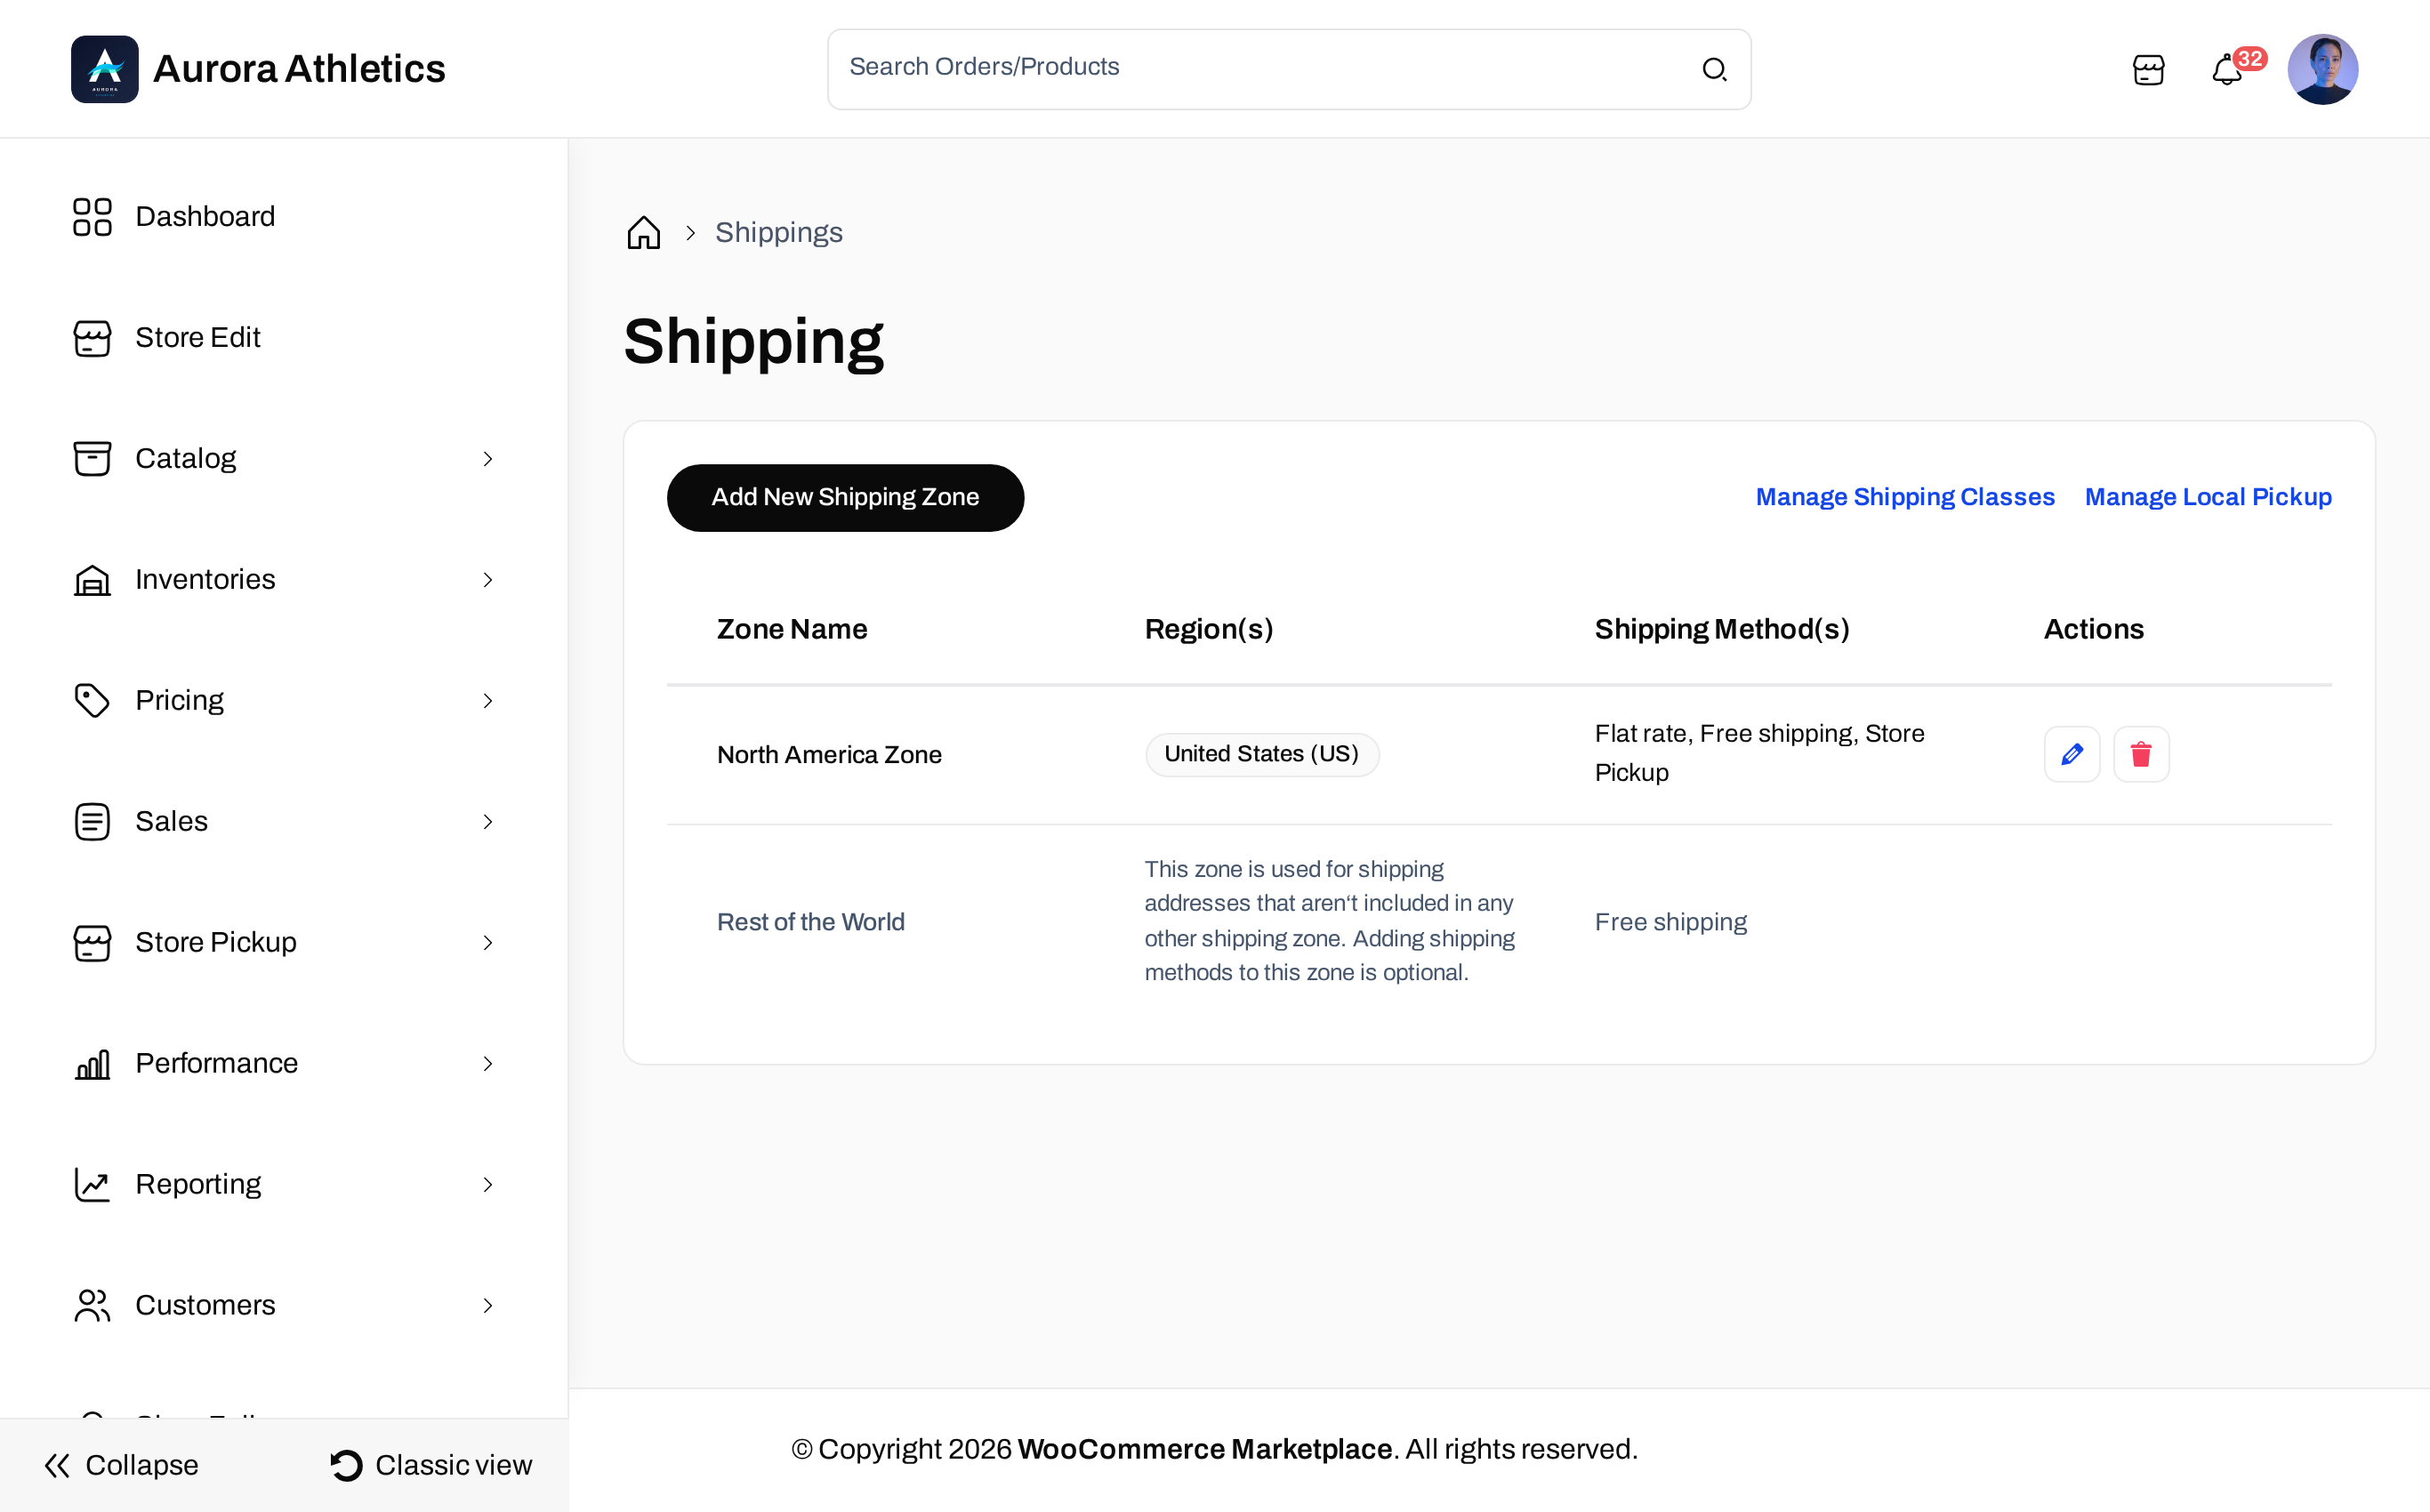 Aurora Athletics
Search Orders/Products
32
AURORA
Dashboard
Store Edit
Catalog
Inventories
Pricing
Sales
Store Pickup
Performance
Reporting
Customers
Collapse
Classic view
Shippings
Shipping
Add New Shipping Zone
Manage Shipping Classes
Manage Local Pickup
Zone Name
Region(s)
Shipping Method(s)
Actions
North America Zone
United States (US)
Flat rate, Free shipping, Store
Pickup
Rest of the World
This zone is used for shipping
addresses that aren‘t included in any
other shipping zone. Adding shipping
methods to this zone is optional.
Free shipping
© Copyright 2026 WooCommerce Marketplace. All rights reserved.